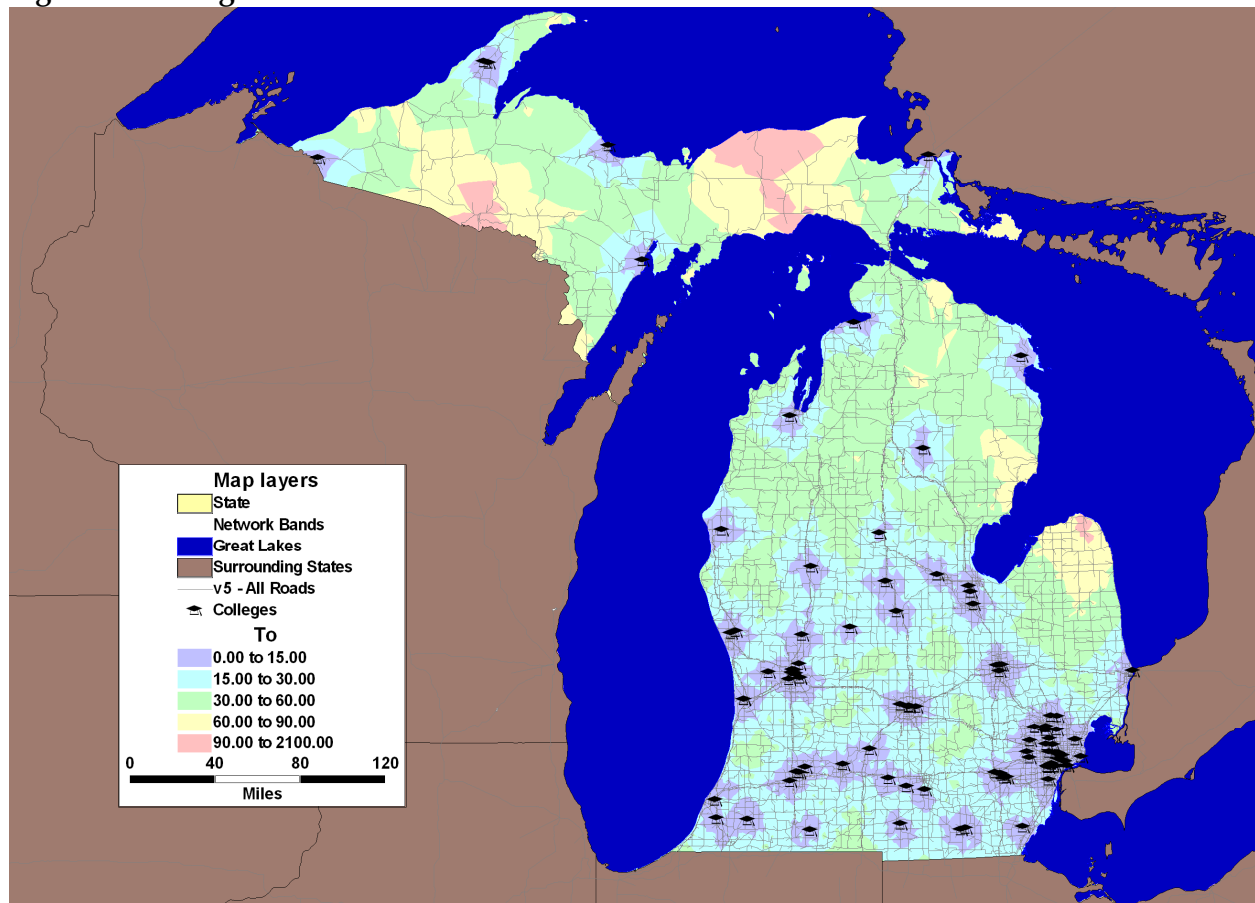 Map layers
State
Network Bands
Great Lakes
Surrounding States
v5 - All Roads
Colleges
To
0.00 to 15.00
15.00 to 30.00
30.00 to 60.00
60.00 to 90.00
90.00 to 2100.00
0 40 80 120
Miles